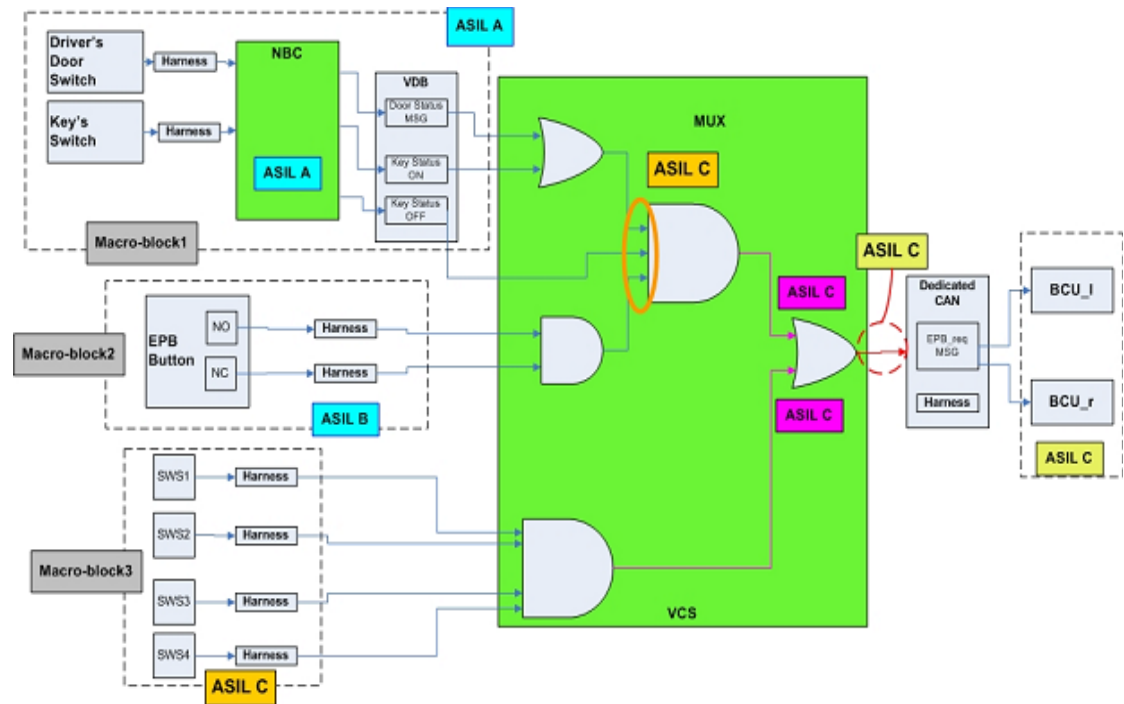 ASIL A
Driver's
Door
Switch
Harness
NBC
VDB
Door Status
MSG
Key's
Switch
Harness
ASIL A
Key Status
ON
Key Status
OFF
Macro-block1
MUX
ASIL C
ASIL C
ASIL C
ASIL C
Dedicated
CAN
EPB_req
MSG
Harness
BCU_l
BCU_r
ASIL C
EPB
Button
NO
NC
Harness
Harness
Macro-block2
ASIL B
SWS1
Harness
SWS2
Harness
Macro-block3
SWS3
Harness
SWS4
Harness
ASIL C
VCS